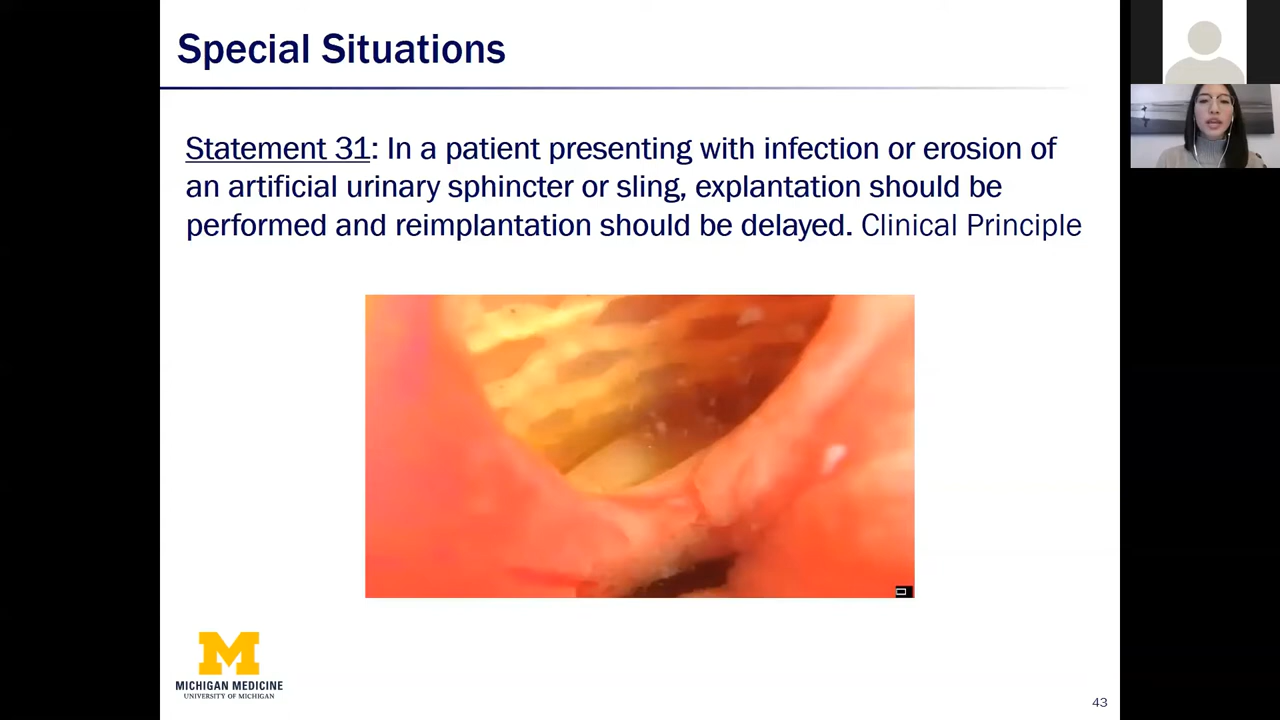 Special Situations
Statement 31: In a patient presenting with infection or erosion of
an artificial urinary sphincter or sling, explantation should be
performed and reimplantation should be delayed. Clinical Principle
M
MICHIGAN MEDICINE
UNIVERSITY OF MICHIGAN
43